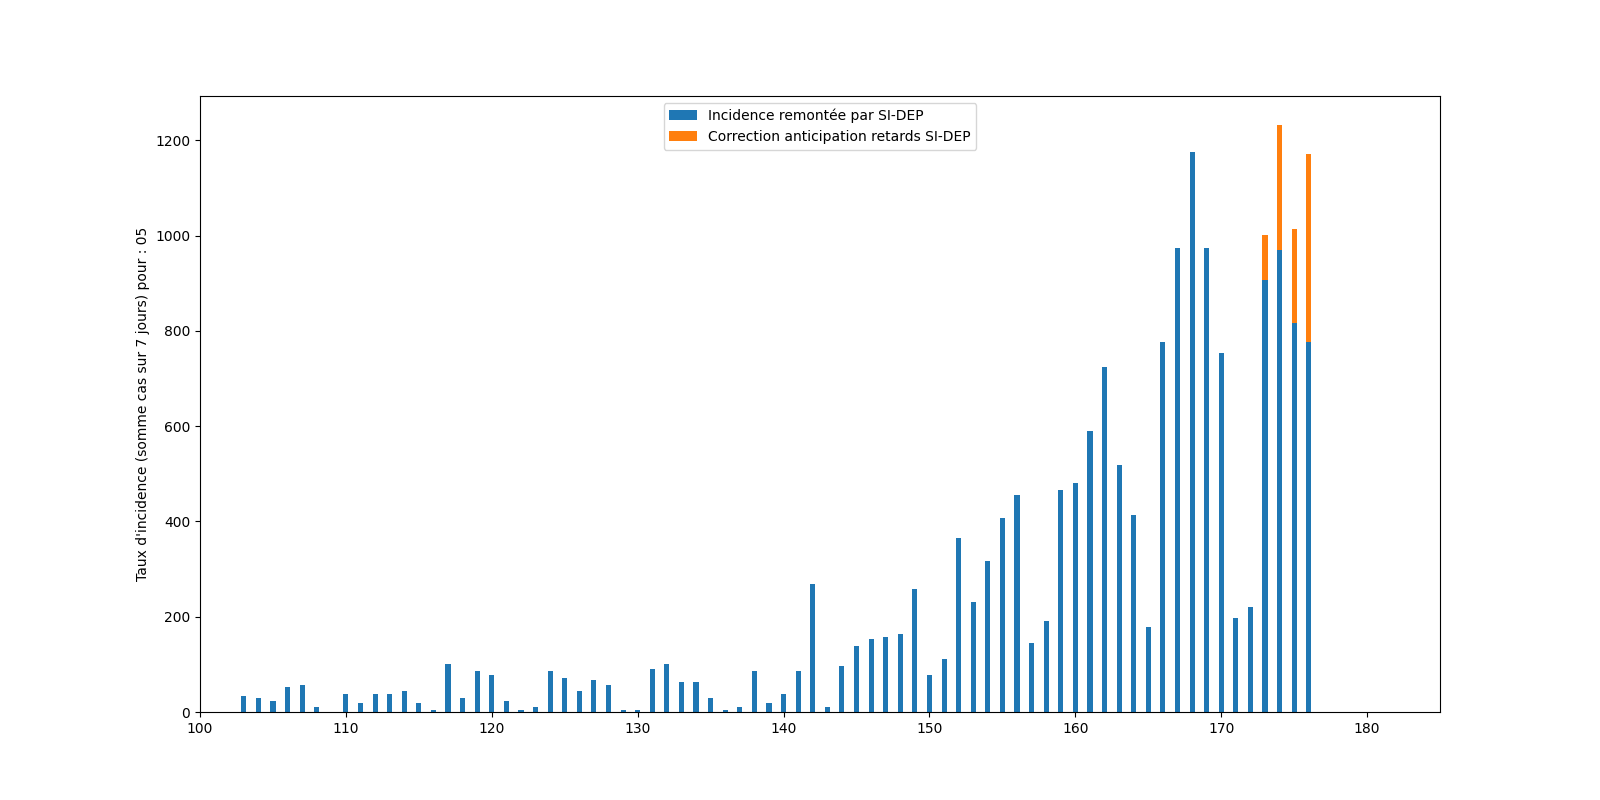 Incidence remontée par SI-DEP
Correction anticipation retards SI-DEP
Taux d'incidence (somme cas sur 7 jours) pour : 05
1200
1000
800
600
400
200
0
100 110 120 130 140 150 160 170 180